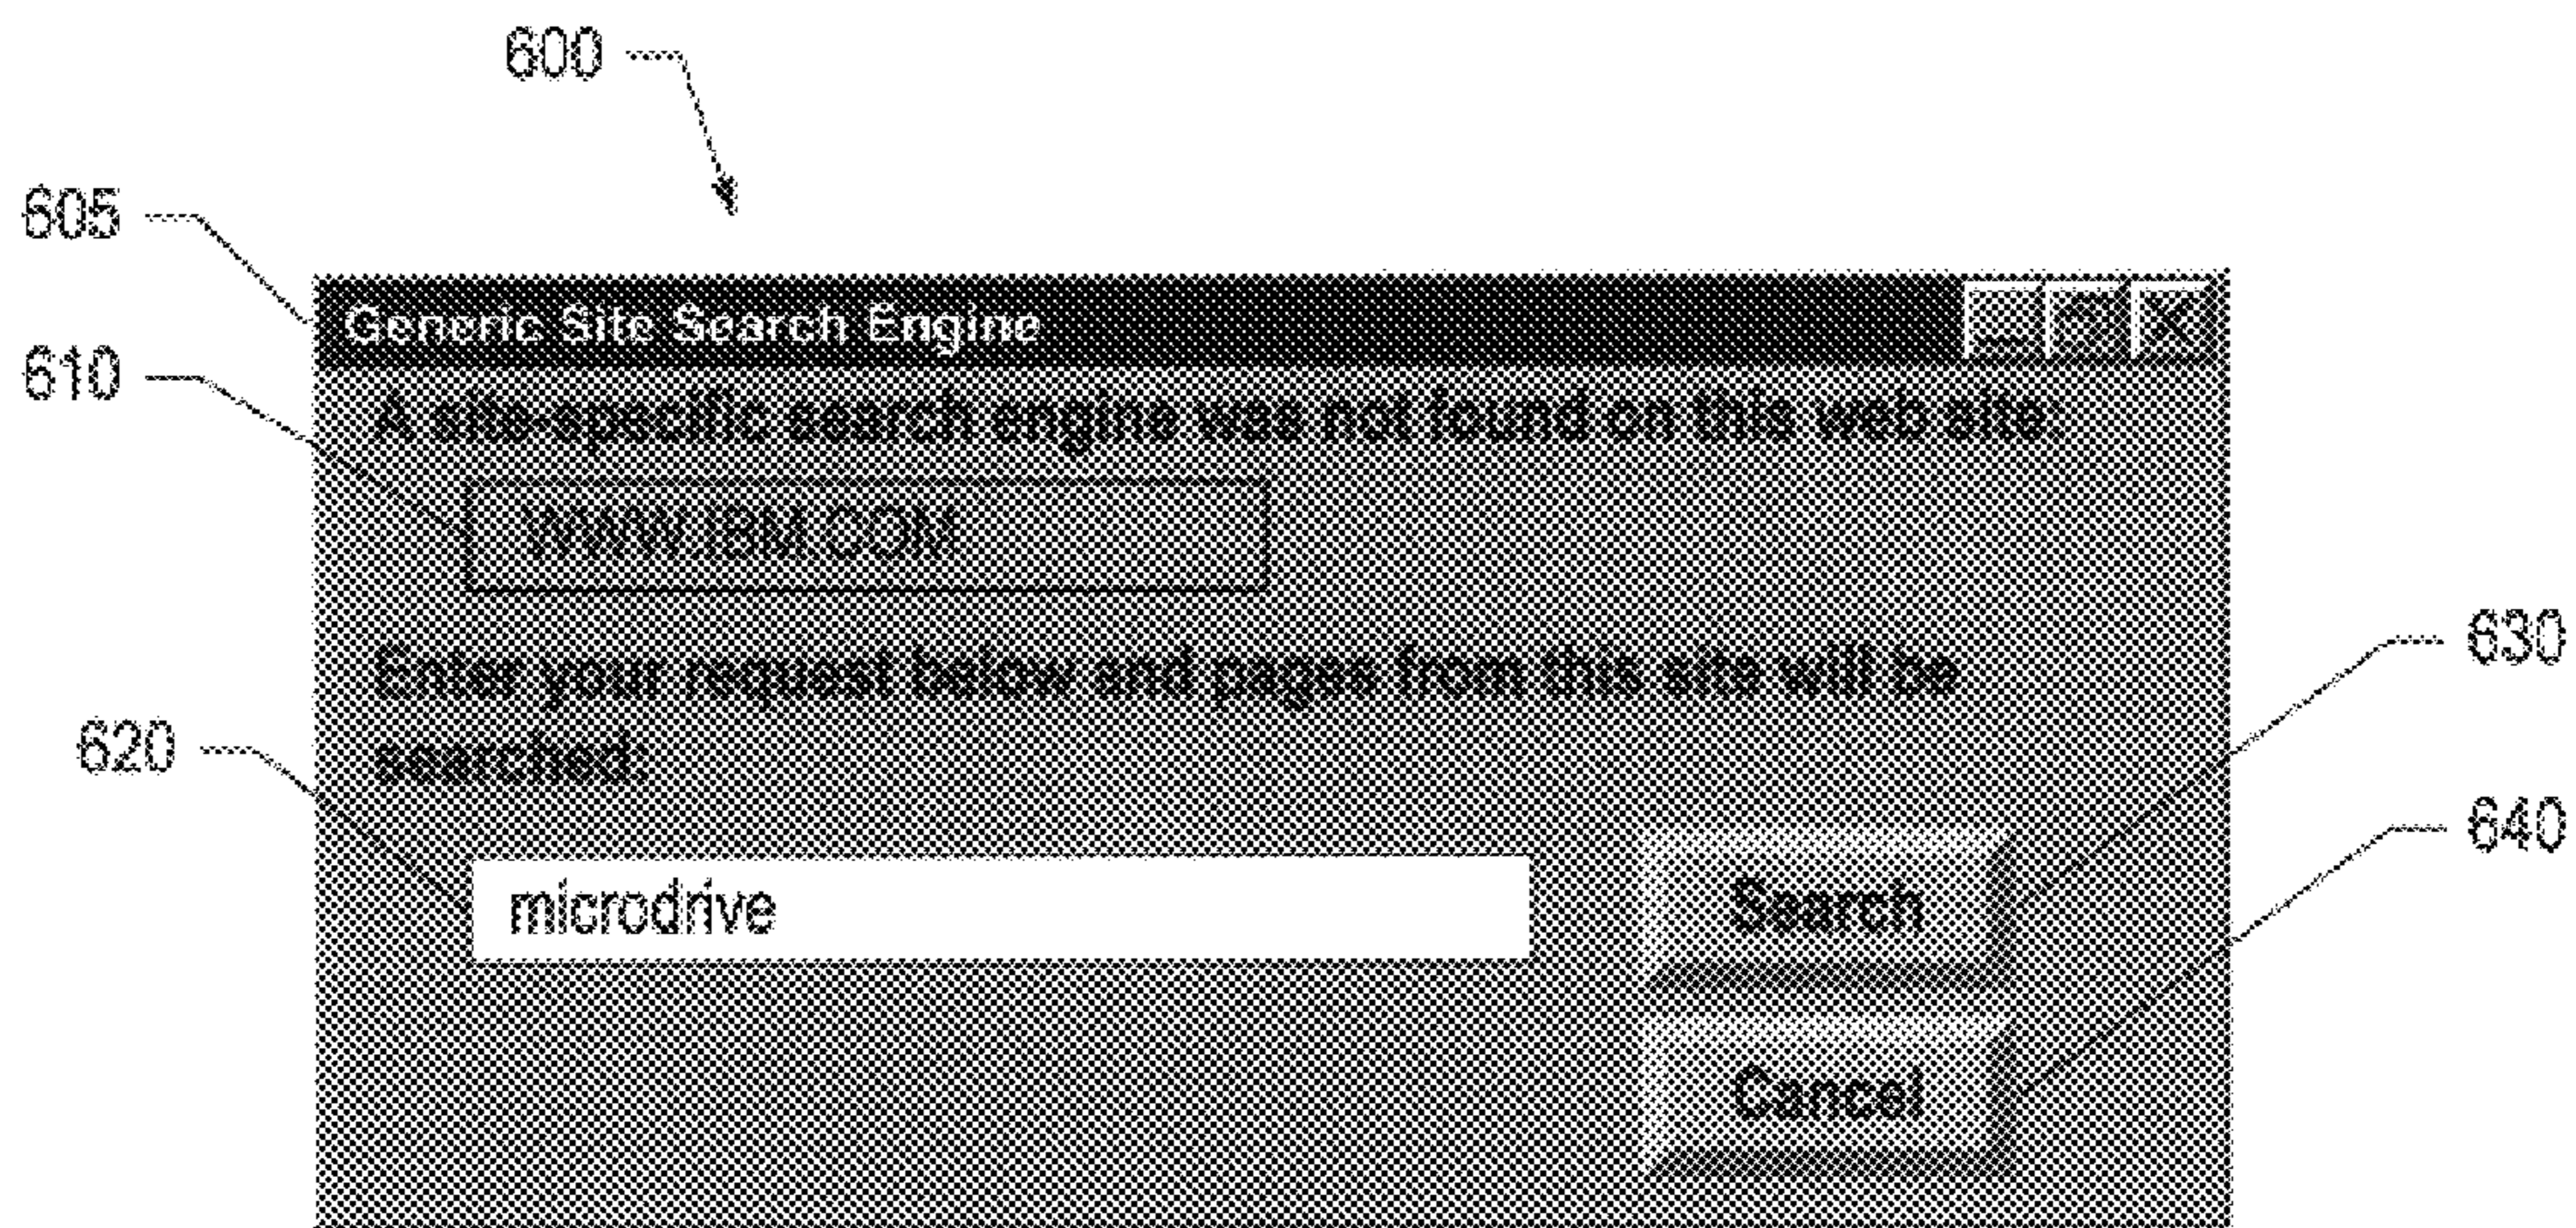 600
605
Generic Site Search Engine
610
A site-specific search engine was not found on this web site:
WWW.IBM.COM
630
Enter your request below and pages from this site will be
620
searched:
640
microdrive
Search
Cancel